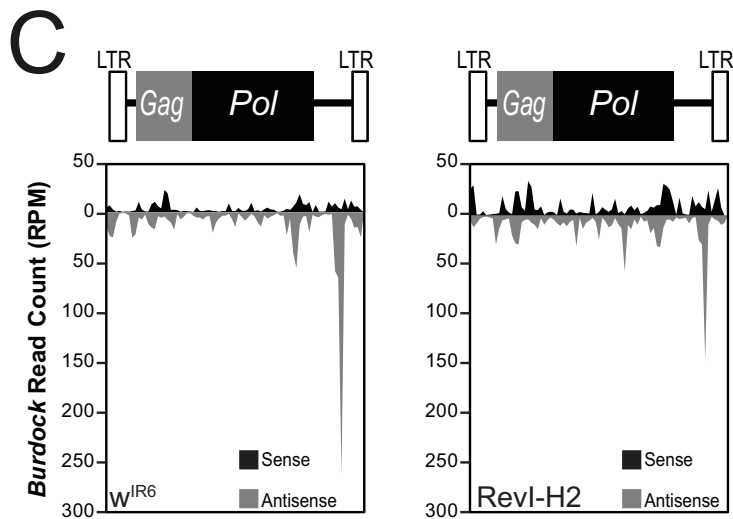 C
LTR LTR LTR LTR
Gag Pol Gag Pol
Burdock Read Count (RPM)
50 50
0 0
50 50
100 100
150 150
200 200
250 250
300 300
Sense Sense
Antisense Antisense
w^IR6 RevI-H2